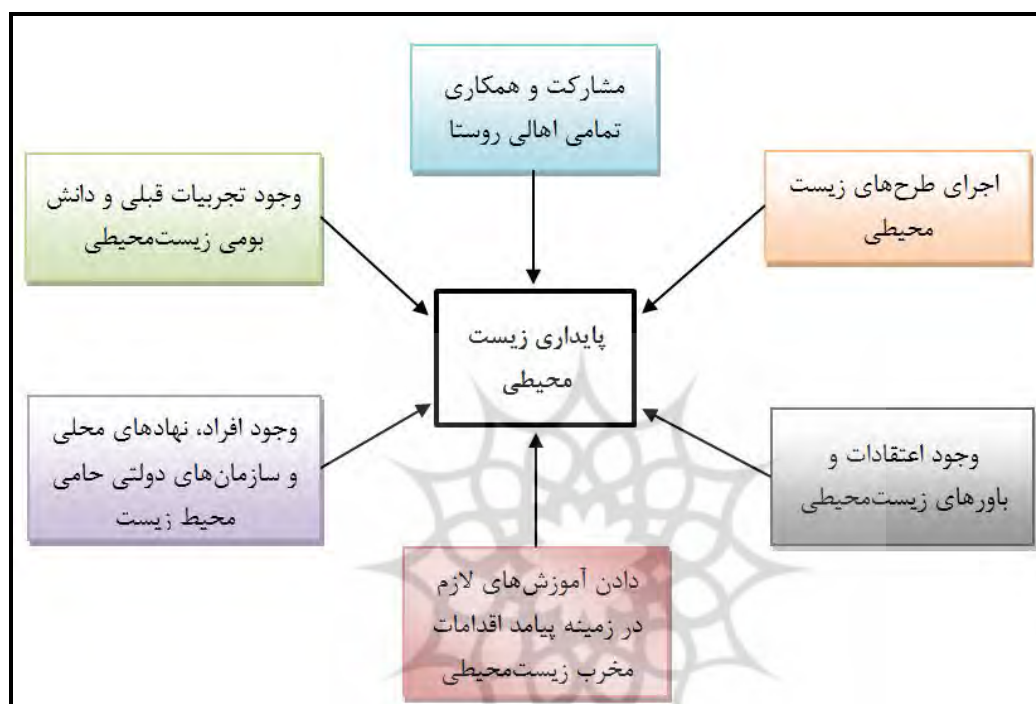 مشارکت و همکاری
تمامی اهالی روستا
اجرای طرح‌های زیست
محیطی
وجود تجربیات قبلی و دانش
بومی زیست‌محیطی
پایداری زیست
محیطی
وجود اعتقادات و
باورهای زیست‌محیطی
وجود افراد، نهادهای محلی
و سازمان‌های دولتی حامی
محیط زیست
دادن آموزش‌های لازم
در زمینه پیامد اقدامات
مخرب زیست‌محیطی